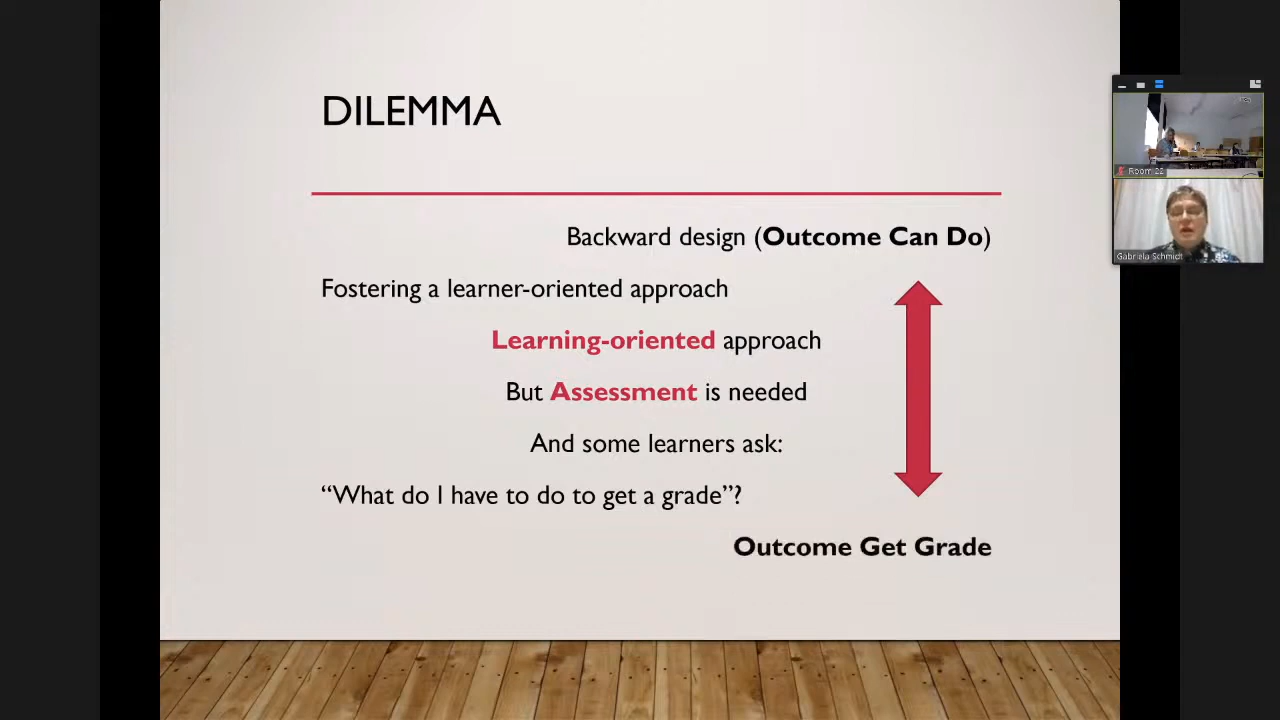 DILEMMA
Backward design (Outcome Can Do)
Fostering a learner-oriented approach
Learning-oriented approach
But Assessment is needed
And some learners ask:
“What do I have to do to get a grade”?
Outcome Get Grade
Room 22
Gabriela Schmidt